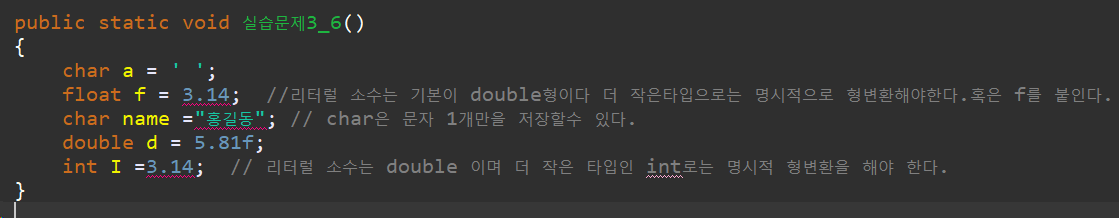 public static void 실습문제3_6()
{
char a = ' ';
float f = 3.14;  //리터럴 소수는 기본이 double형이다 더 작은타입으로는 명시적으로 형변환해야한다.혹은 f를 붙인다.
char name ="홍길동"; // char은 문자 1개만을 저장할수 있다.
double d = 5.81f;
int I =3.14;  // 리터럴 소수는 double 이며 더 작은 타입인 int로는 명시적 형변환을 해야 한다.
}